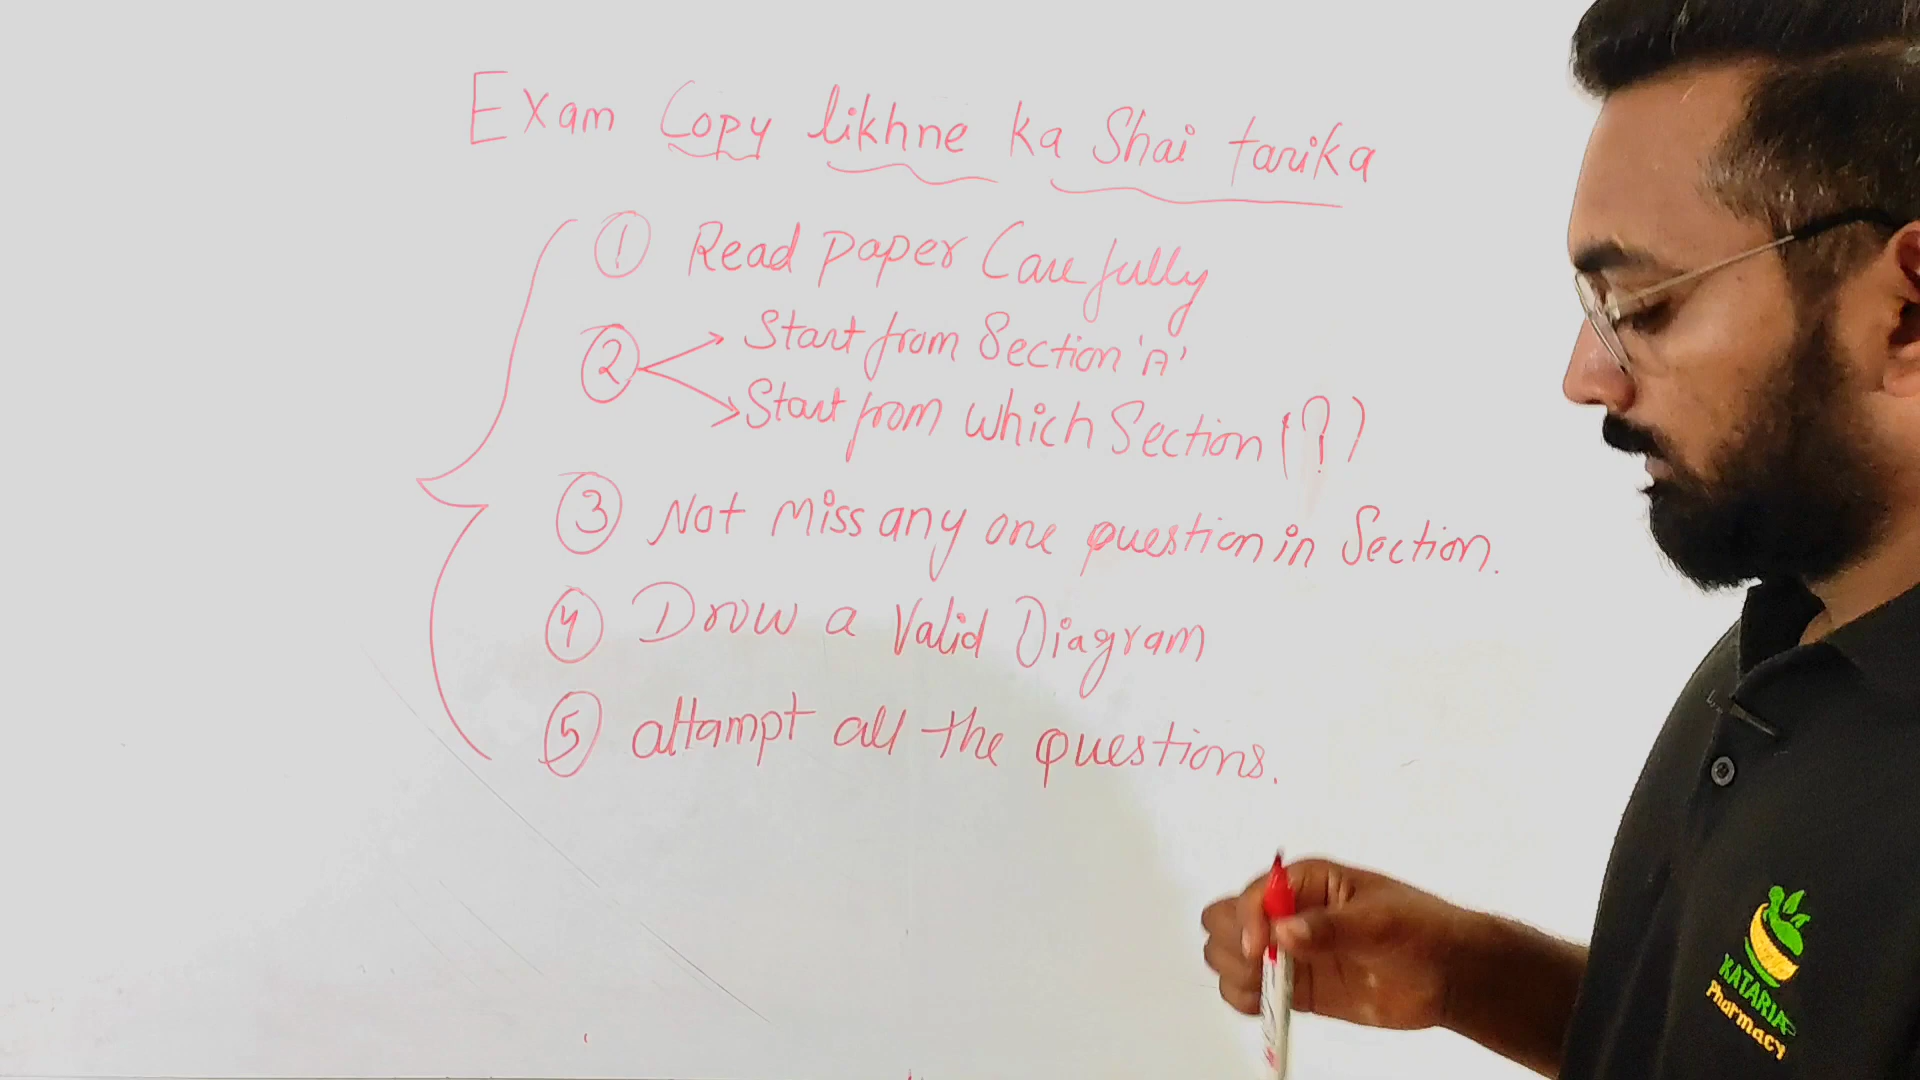 Exam Copy likhne ka Shai tarika
① Read paper Carefully
② Start from Section 'A'
Start from which Section (?)
③ Not miss any one question in Section.
④ Drow a Valid Diagram
⑤ attampt all the questions.
KATARIA
Pharmacy